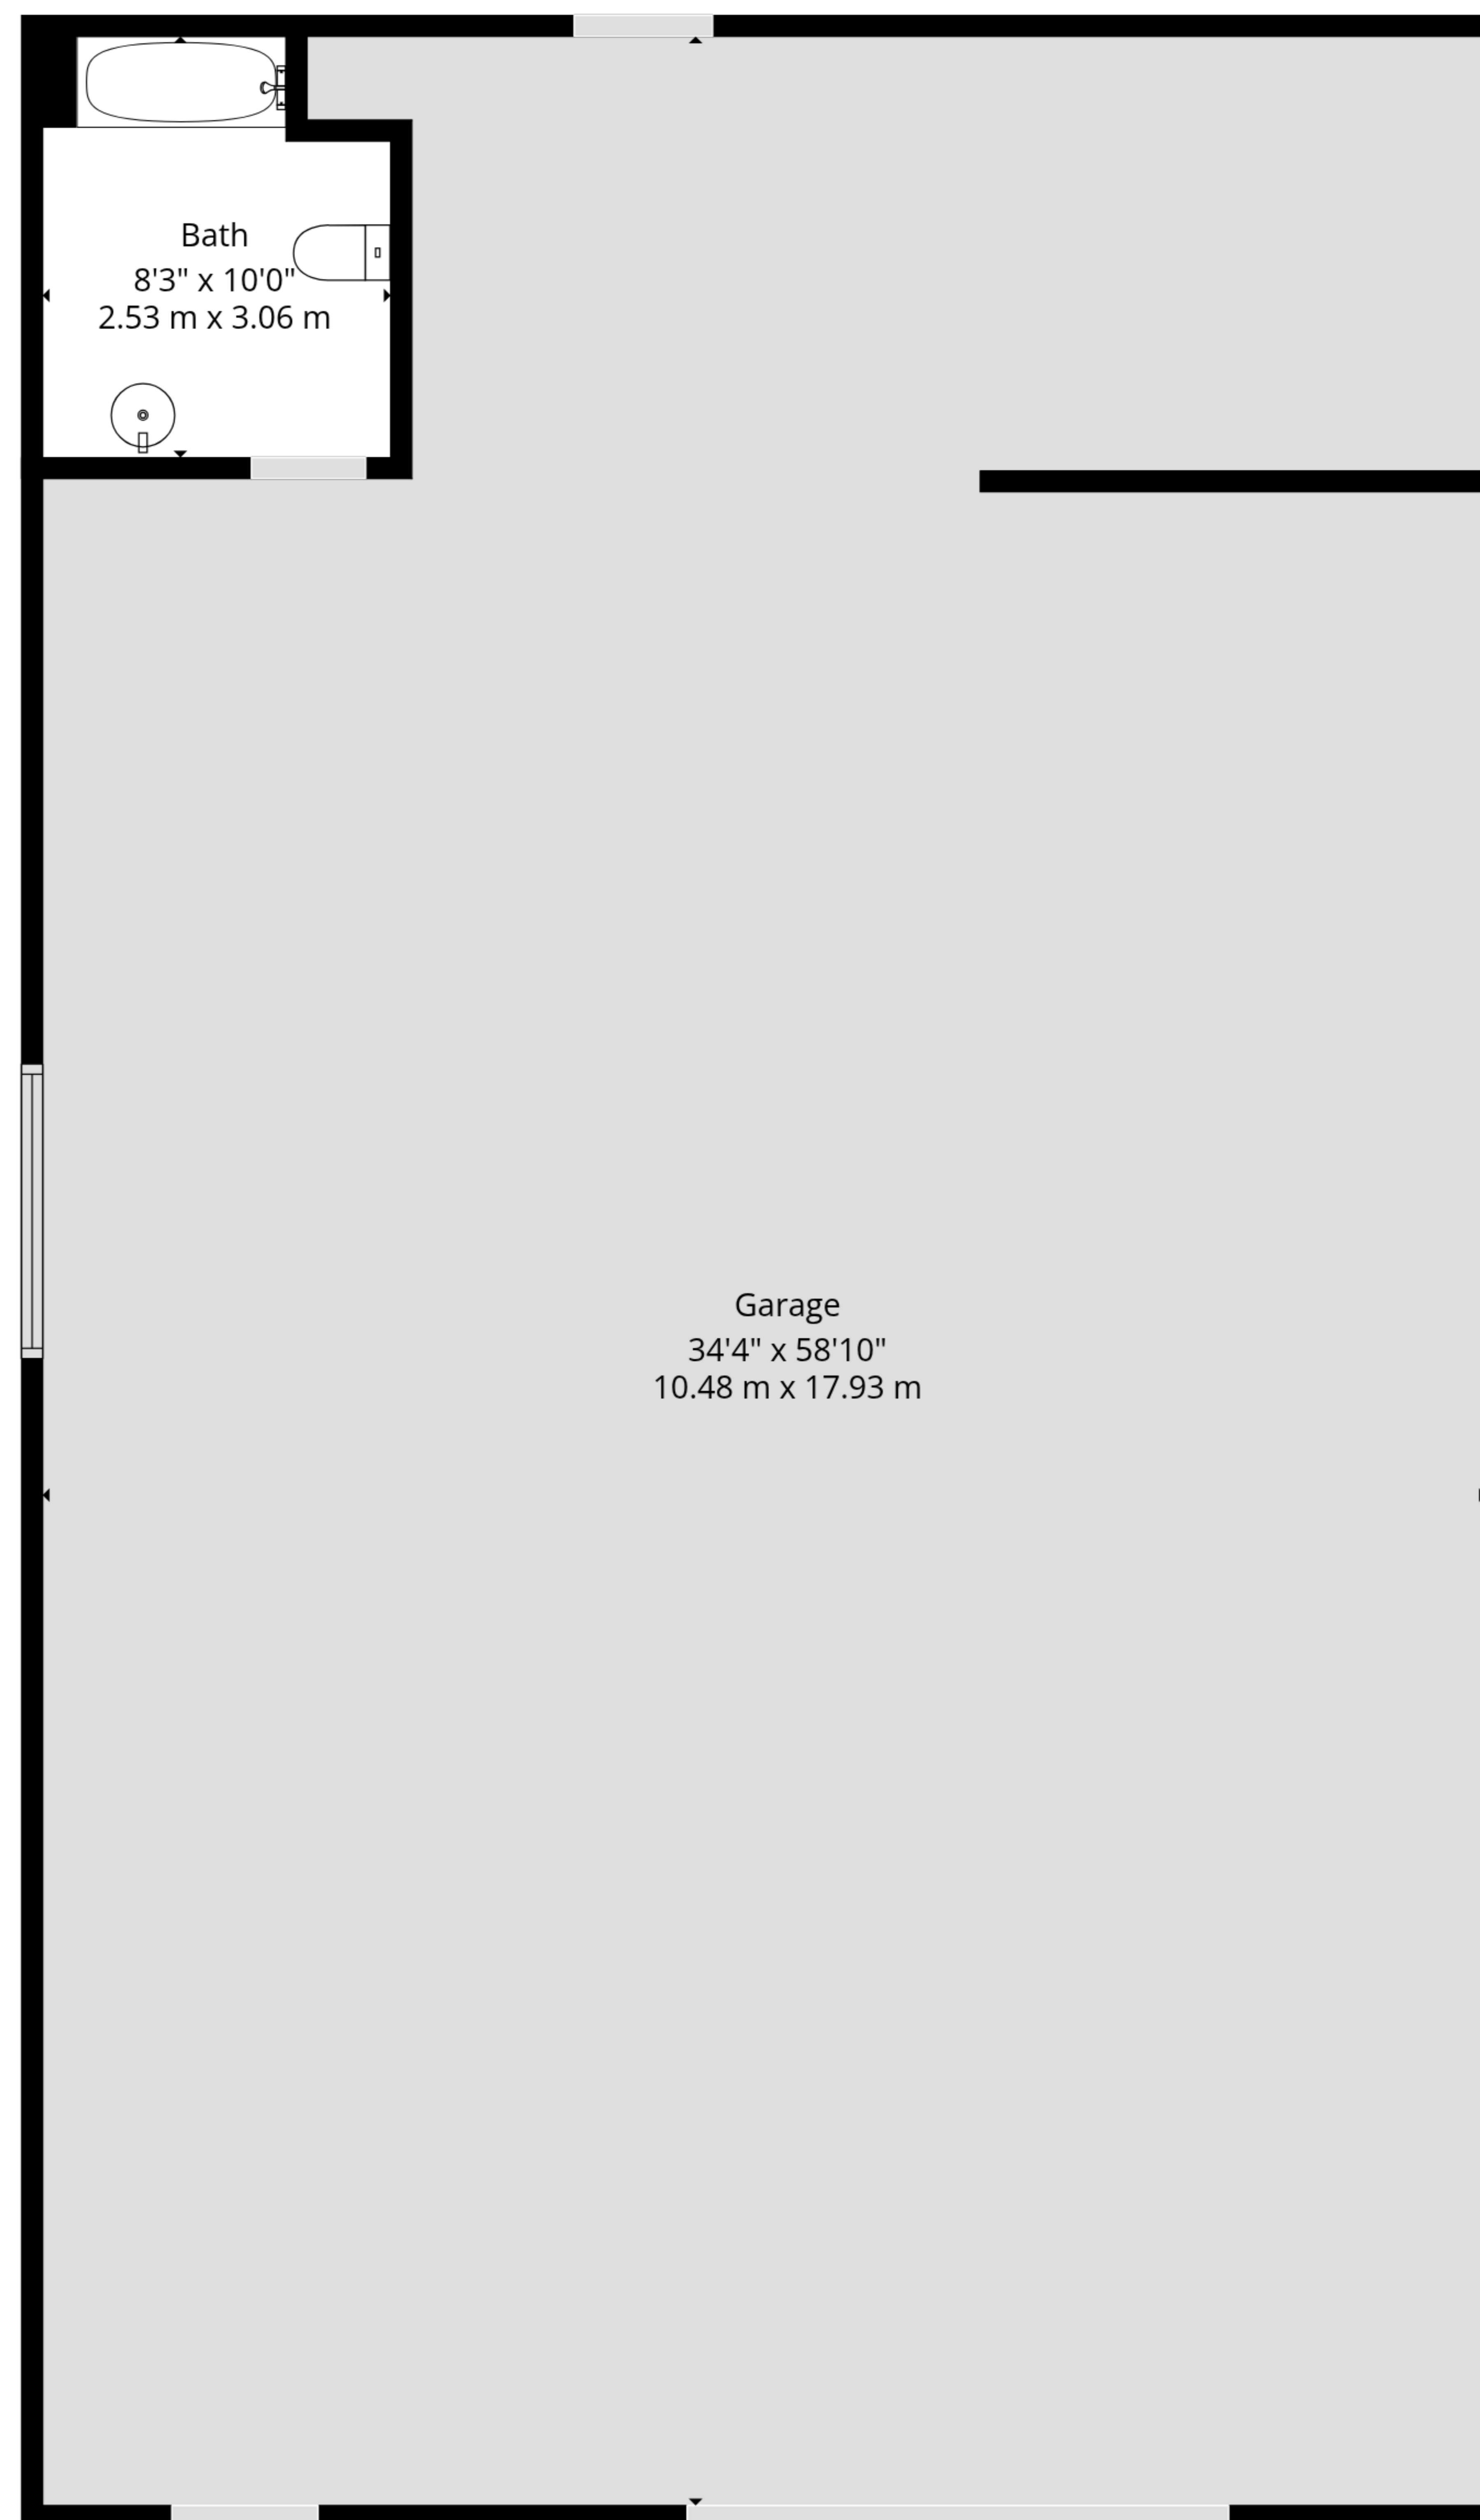 Bath
8'3" x 10'0"
2.53 m x 3.06 m
Garage
34'4" x 58'10"
10.48 m x 17.93 m